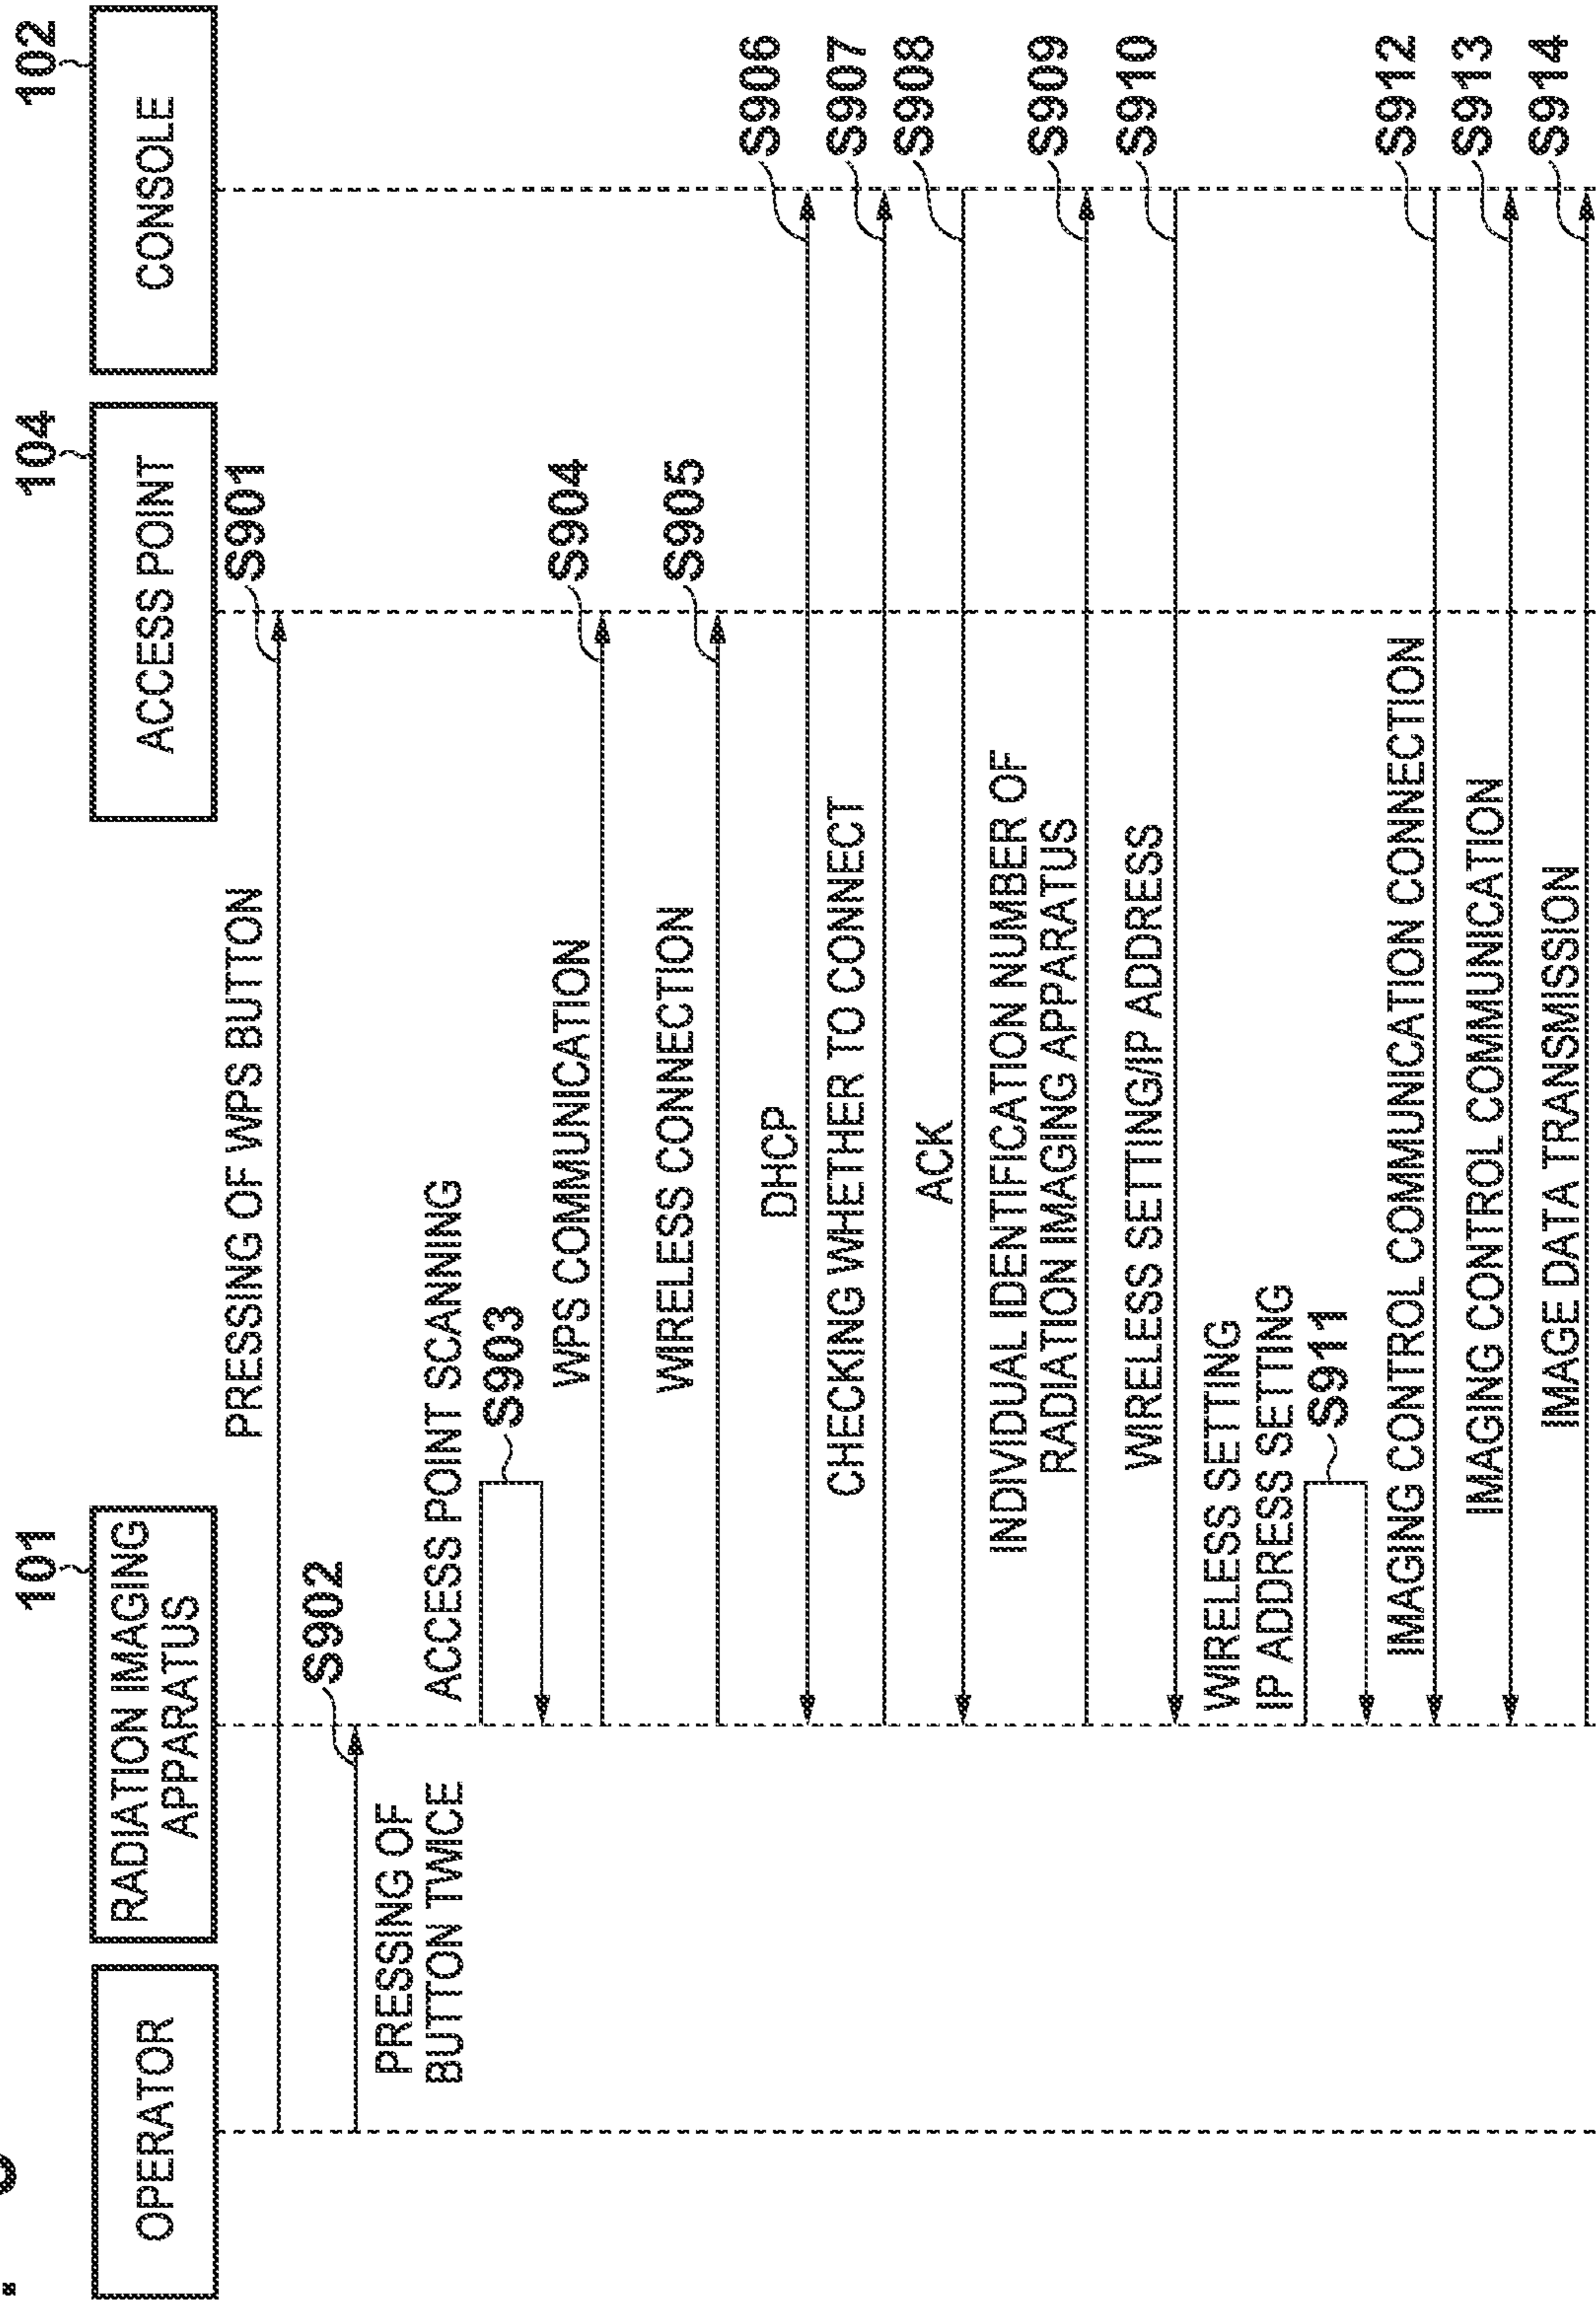 OPERATOR
101
RADIATION IMAGING
APPARATUS
104
ACCESS POINT
102
CONSOLE
PRESSING OF WPS BUTTON
S901
S902
PRESSING OF
BUTTON TWICE
ACCESS POINT SCANNING
S903
WPS COMMUNICATION
S904
WIRELESS CONNECTION
S905
DHCP
S906
CHECKING WHETHER TO CONNECT
S907
ACK
S908
INDIVIDUAL IDENTIFICATION NUMBER OF
RADIATION IMAGING APPARATUS
S909
WIRELESS SETTING/IP ADDRESS
S910
WIRELESS SETTING
IP ADDRESS SETTING
S911
IMAGING CONTROL COMMUNICATION CONNECTION
S912
IMAGING CONTROL COMMUNICATION
S913
IMAGE DATA TRANSMISSION
S914